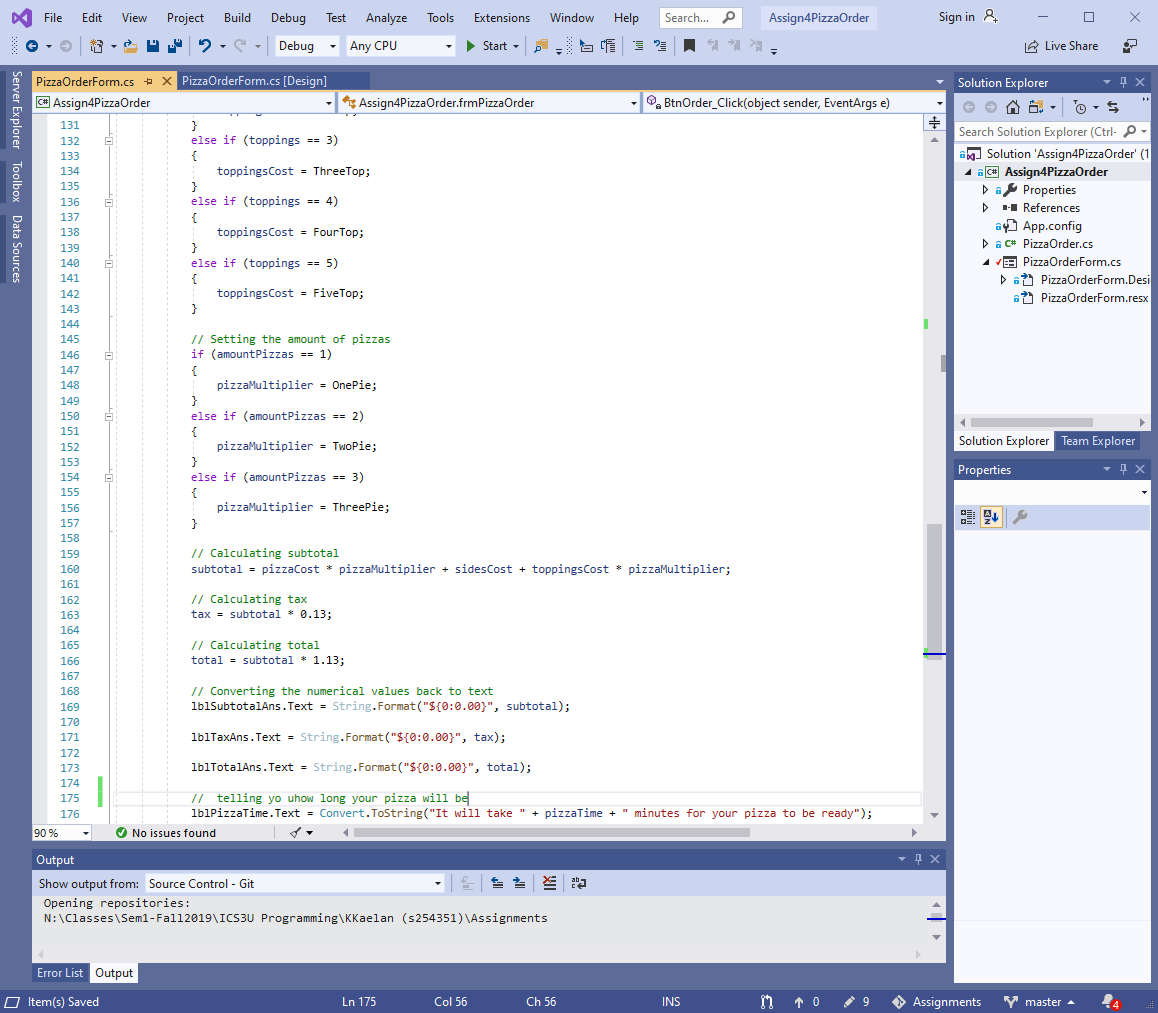 File Edit View Project Build Debug Test Analyze Tools Extensions Window Help Search... Assign4PizzaOrder Sign in
Debug Any CPU Start Live Share
Server Explorer
Toolbox
Data Sources
PizzaOrderForm.cs PizzaOrderForm.cs [Design]
C# Assign4PizzaOrder Assign4PizzaOrder.frmPizzaOrder BtnOrder_Click(object sender, EventArgs e)
131 }
132 else if (toppings == 3)
133 {
134 toppingsCost = ThreeTop;
135 }
136 else if (toppings == 4)
137 {
138 toppingsCost = FourTop;
139 }
140 else if (toppings == 5)
141 {
142 toppingsCost = FiveTop;
143 }
144
145 // Setting the amount of pizzas
146 if (amountPizzas == 1)
147 {
148 pizzaMultiplier = OnePie;
149 }
150 else if (amountPizzas == 2)
151 {
152 pizzaMultiplier = TwoPie;
153 }
154 else if (amountPizzas == 3)
155 {
156 pizzaMultiplier = ThreePie;
157 }
158
159 // Calculating subtotal
160 subtotal = pizzaCost * pizzaMultiplier + sidesCost + toppingsCost * pizzaMultiplier;
161
162 // Calculating tax
163 tax = subtotal * 0.13;
164
165 // Calculating total
166 total = subtotal * 1.13;
167
168 // Converting the numerical values back to text
169 lblSubtotalAns.Text = String.Format("${0:0.00}", subtotal);
170
171 lblTaxAns.Text = String.Format("${0:0.00}", tax);
172
173 lblTotalAns.Text = String.Format("${0:0.00}", total);
174
175 //  telling yo uhow long your pizza will be
176 lblPizzaTime.Text = Convert.ToString("It will take " + pizzaTime + " minutes for your pizza to be ready");
90 % No issues found
Output
Show output from: Source Control - Git
Opening repositories:
N:\Classes\Sem1-Fall2019\ICS3U Programming\KKaelan (s254351)\Assignments
Error List Output
Solution Explorer
Search Solution Explorer (Ctrl-
Solution 'Assign4PizzaOrder' (1
C# Assign4PizzaOrder
Properties
References
App.config
C# PizzaOrder.cs
PizzaOrderForm.cs
PizzaOrderForm.Desi
PizzaOrderForm.resx
Solution Explorer Team Explorer
Properties
Item(s) Saved Ln 175 Col 56 Ch 56 INS 0 9 Assignments master 4